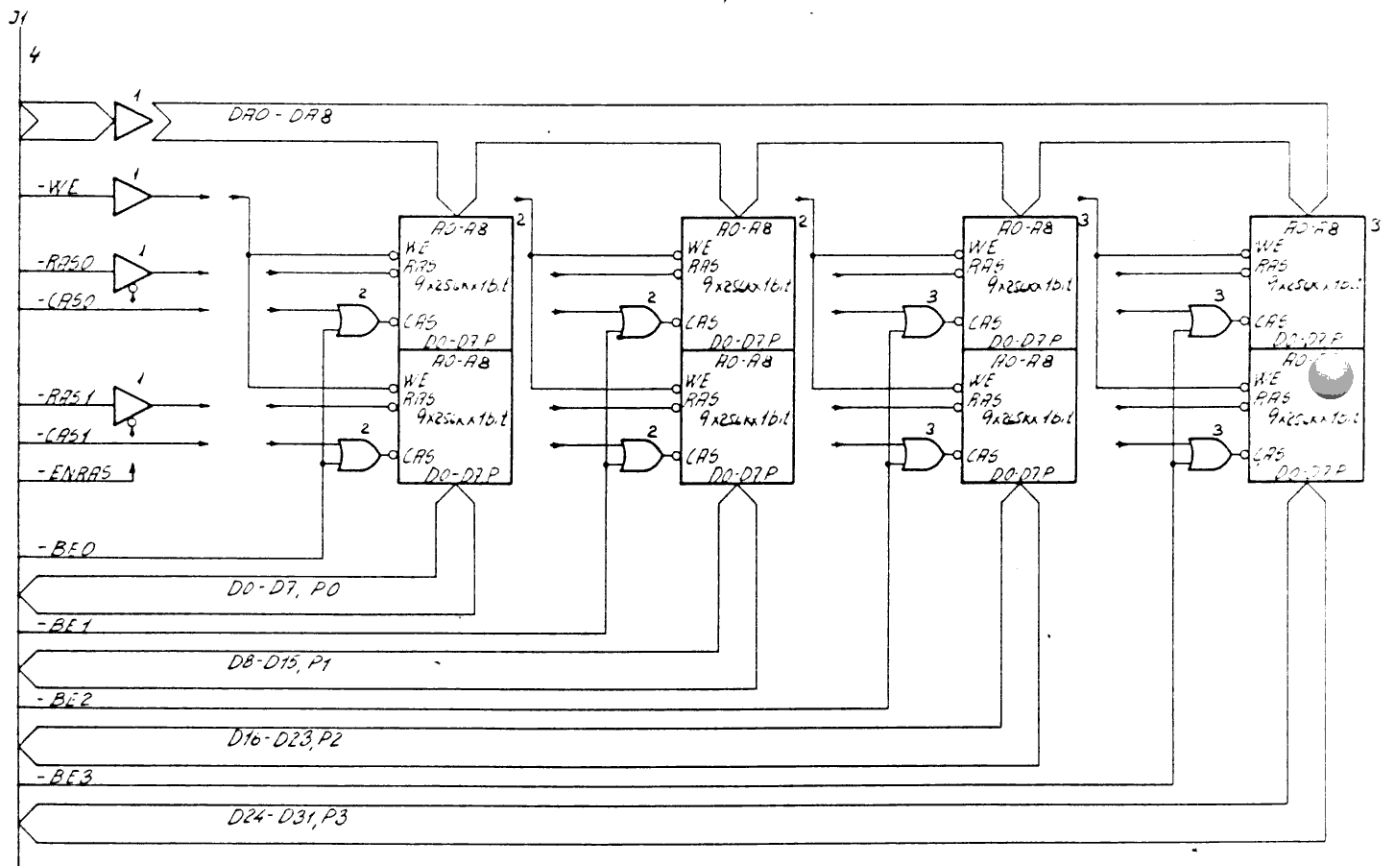 J1
4
1
DA0 - DA8
-WE
1
-RAS0
1
-CAS0
-RAS1
1
-CAS1
-ENRAS
-BE0
D0-D7, P0
-BE1
D8-D15, P1
-BE2
D16-D23, P2
-BE3
D24-D31, P3
A0-A8
2
WE
RAS
9x256Kx1bit
2
CAS
D0-D7,P
A0-A8
WE
RAS
9x256Kx1bit
2
CAS
D0-D7,P
A0-A8
2
WE
RAS
9x256Kx1bit
2
CAS
D0-D7,P
A0-A8
WE
RAS
9x256Kx1bit
2
CAS
D0-D7,P
A0-A8
3
WE
RAS
9x256Kx1bit
3
CAS
D0-D7,P
A0-A8
WE
RAS
9x256Kx1bit
3
CAS
D0-D7,P
A0-A8
3
WE
RAS
9x256Kx1bit
3
CAS
D0-D7,P
WE
RAS
9x256Kx1bit
3
CAS
D0-D7,P